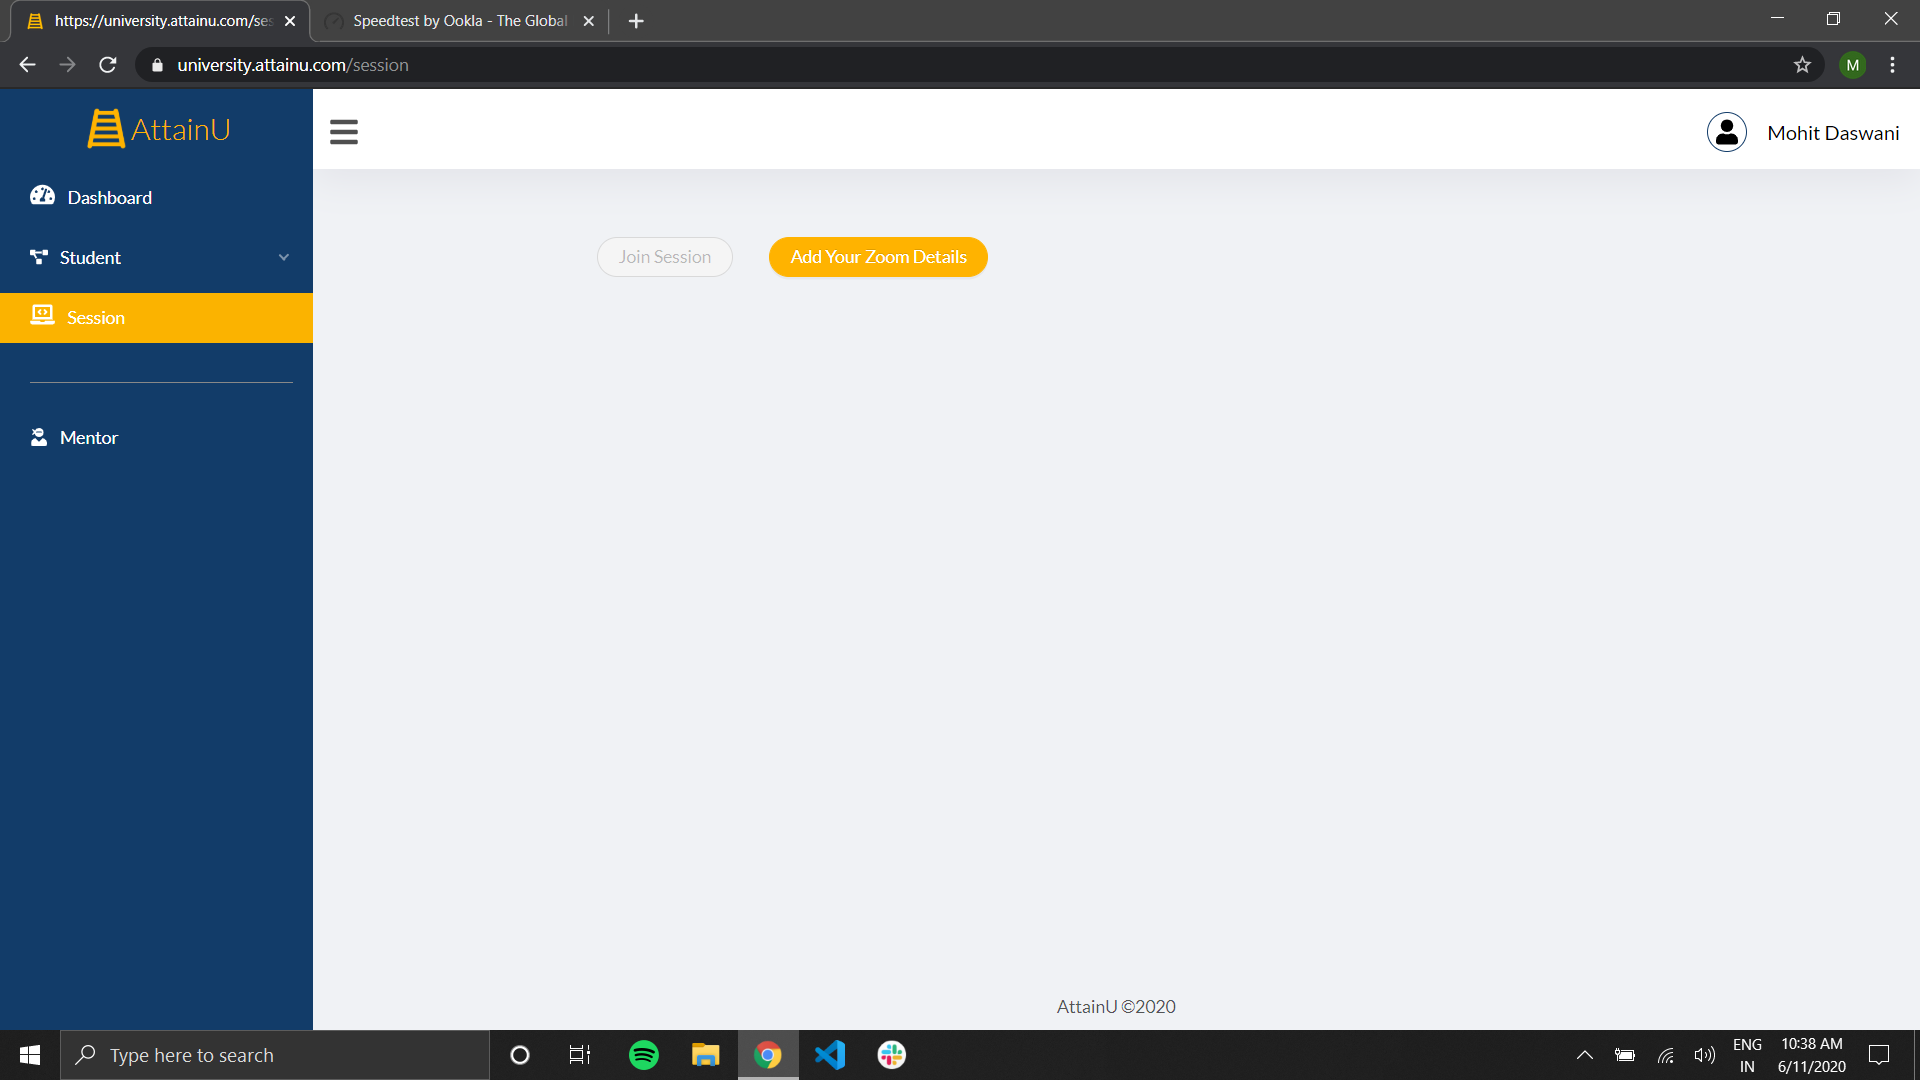 https://university.attainu.com/ses
Speedtest by Ookla - The Global
university.attainu.com/session
M
AttainU
Mohit Daswani
Dashboard
Student
Join Session
Add Your Zoom Details
Session
Mentor
AttainU ©2020
Type here to search
ENG
IN
10:38 AM
6/11/2020